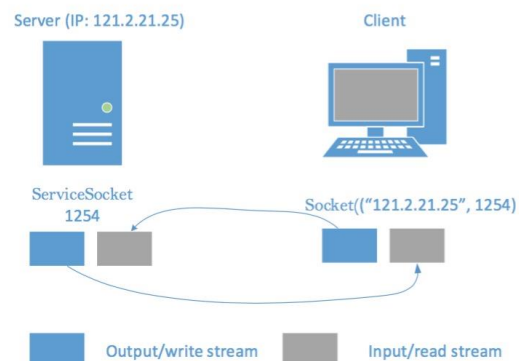 Server (IP: 121.2.21.25)
Client
ServiceSocket
1254
Socket(("121.2.21.25", 1254)
Output/write stream
Input/read stream